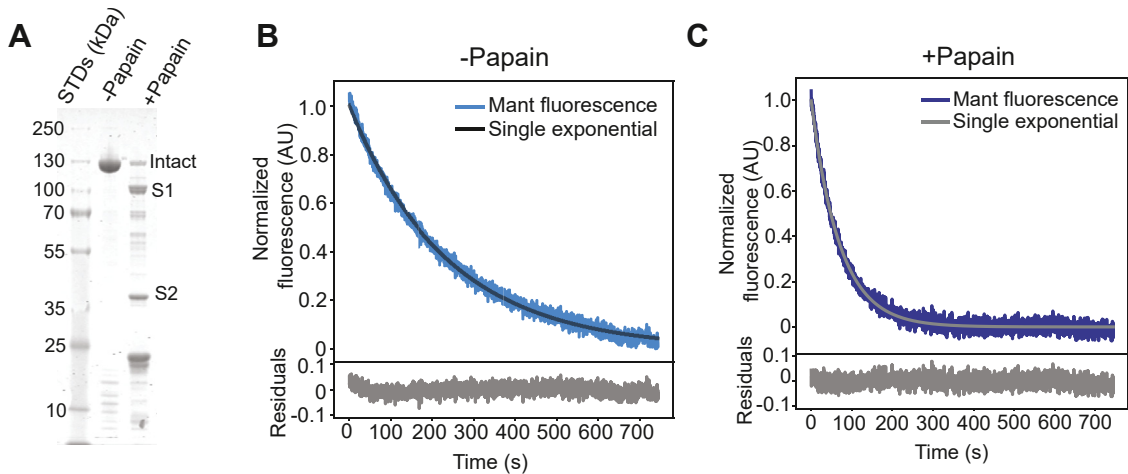 A
STDs (kDa)
-Papain
+Papain
250
130
100
70
55
35
25
10
Intact
S1
S2
B
-Papain
Mant fluorescence
Single exponential
Normalized
fluorescence (AU)
1.0
0.8
0.6
0.4
0.2
0
Residuals
0.1
0
-0.1
0 100 200 300 400 500 600 700
Time (s)
C
+Papain
Mant fluorescence
Single exponential
Normalized
fluorescence (AU)
1.0
0.8
0.6
0.4
0.2
0
Residuals
0.1
0
-0.1
0 100 200 300 400 500 600 700
Time (s)